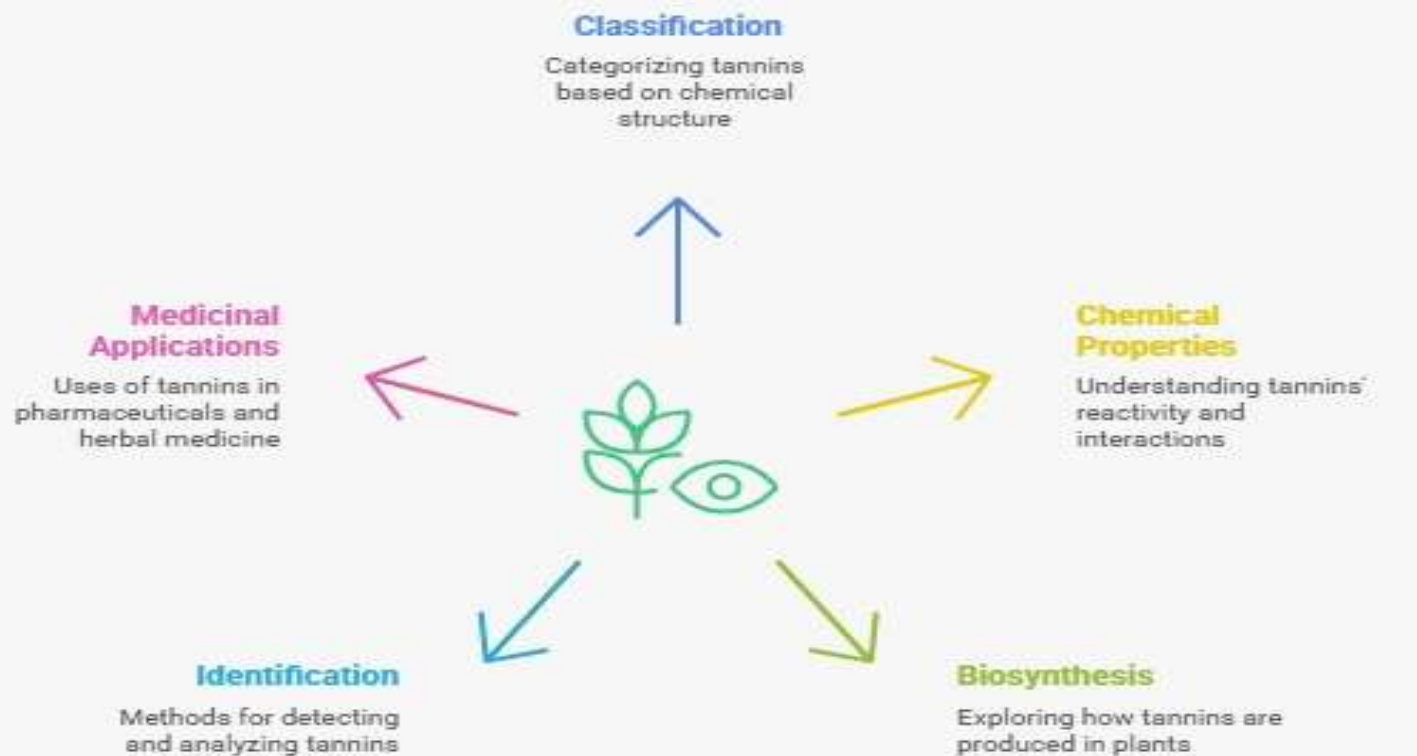 Classification
Categorizing tannins
based on chemical
structure
Medicinal
Applications
Uses of tannins in
pharmaceuticals and
herbal medicine
Chemical
Properties
Understanding tannins'
reactivity and
interactions
Identification
Methods for detecting
and analyzing tannins
Biosynthesis
Exploring how tannins are
produced in plants